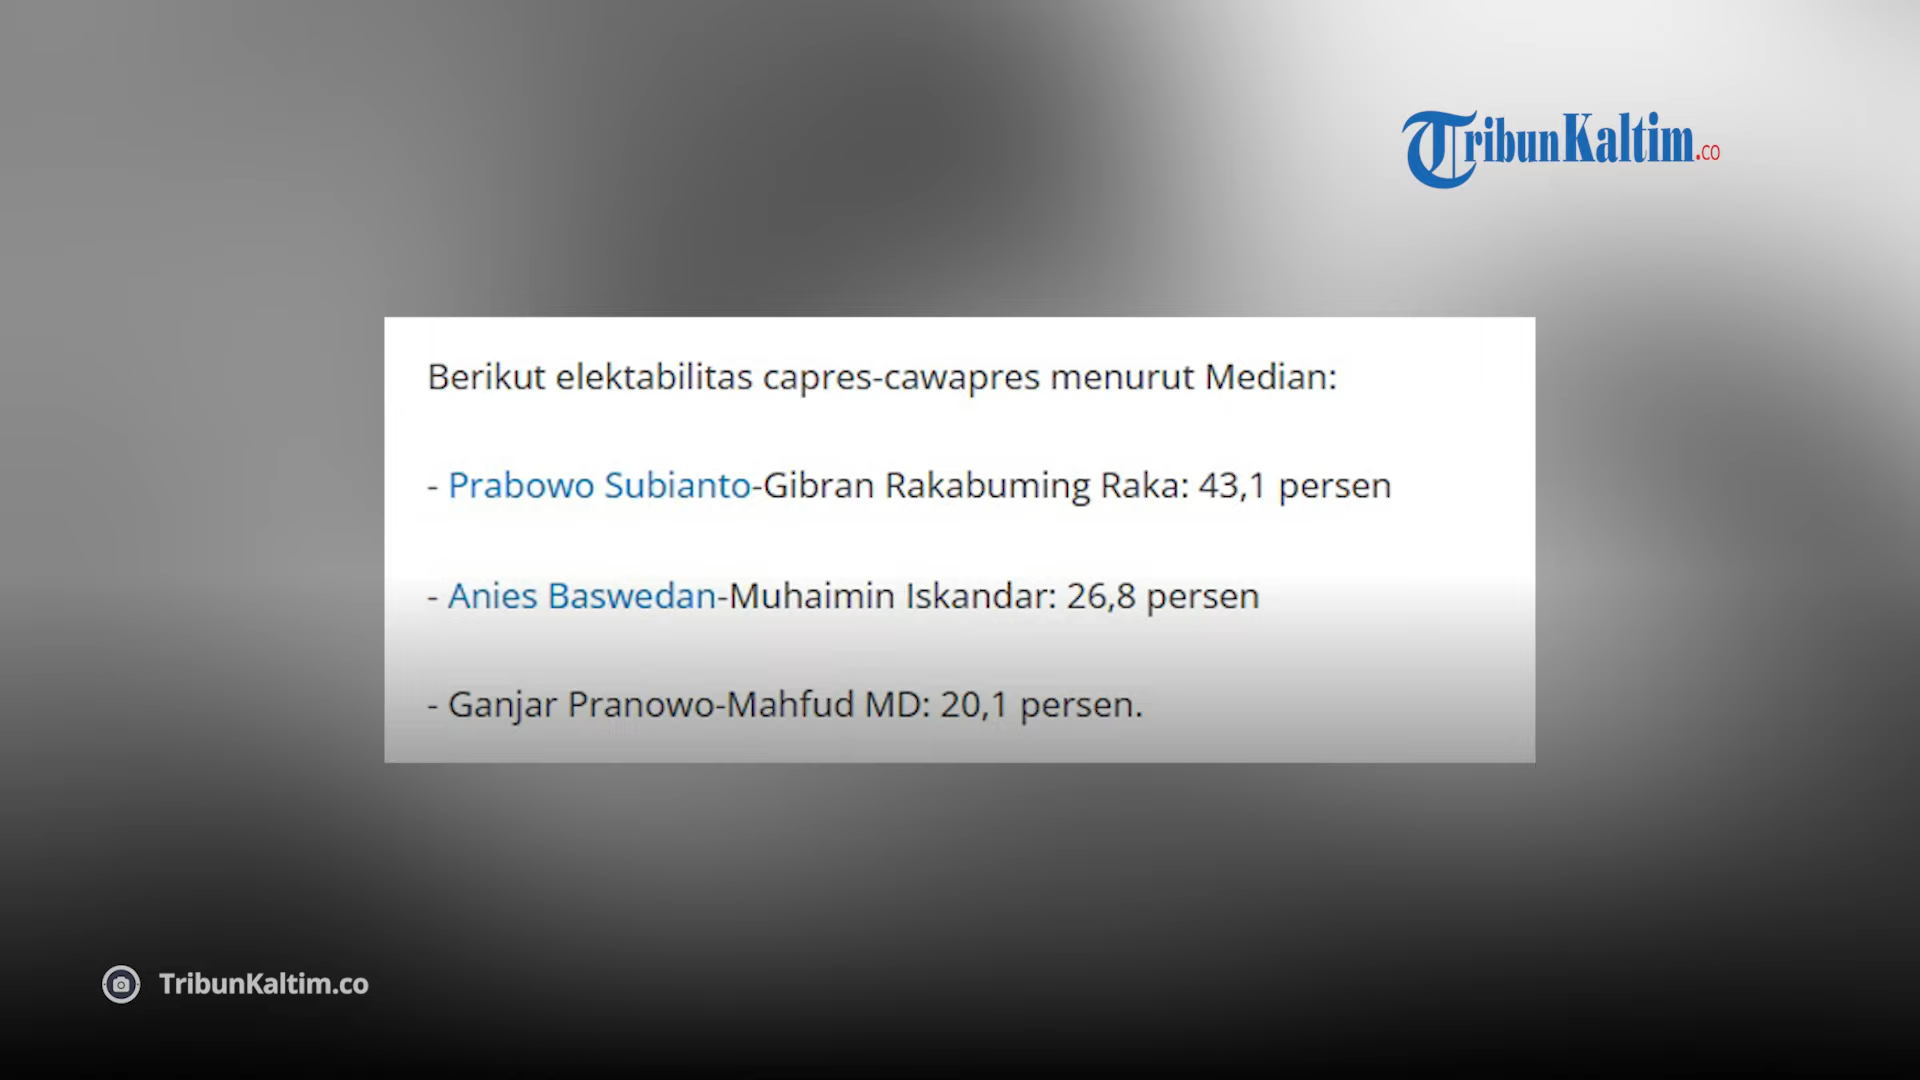 TribunKaltim.co
Berikut elektabilitas capres-cawapres menurut Median:
- Prabowo Subianto-Gibran Rakabuming Raka: 43,1 persen
- Anies Baswedan-Muhaimin Iskandar: 26,8 persen
- Ganjar Pranowo-Mahfud MD: 20,1 persen.
TribunKaltim.co